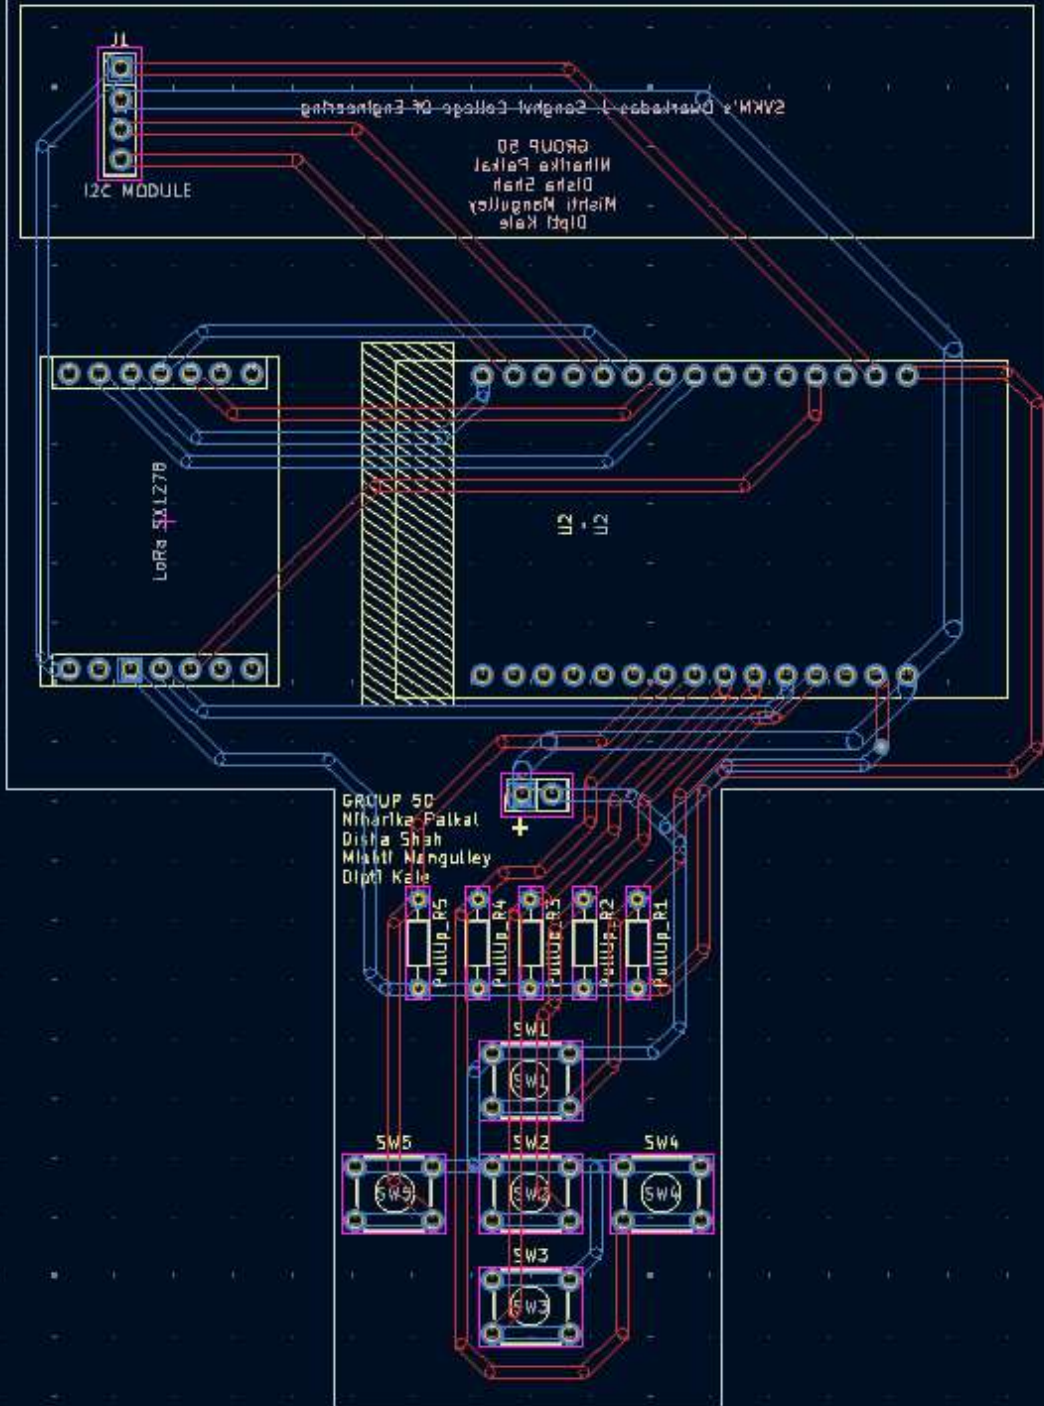 J1
SVKM's Dwarkadas J. Sanghvi College Of Engineering
GROUP 50
Niharika Palkal
Disha Shah
Mishti Mangulley
Dipti Kale
I2C MODULE
LoRa SX1278
U2
U2
GROUP 50
Niharika Palkal
Disha Shah
Mishti Mangulley
Dipti Kale
+
PullUp_R5
PullUp_R4
PullUp_R3
PullUp_R2
PullUp_R1
SW1
SW1
SW5
SW2
SW4
SW5
SW2
SW4
SW3
SW3